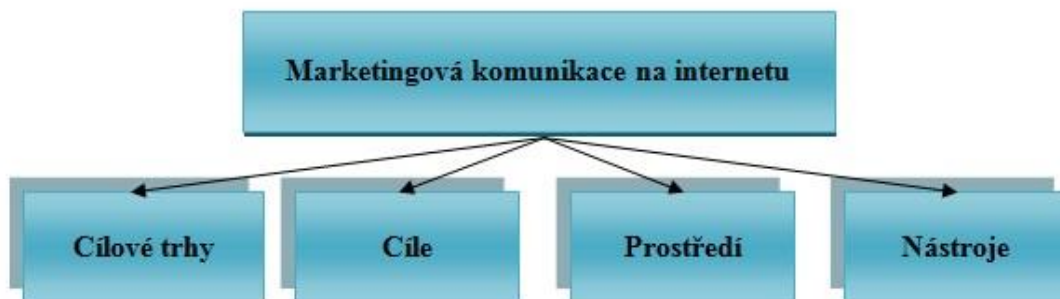 Marketingová komunikace na internetu
Cílové trhy
Cíle
Prostředí
Nástroje